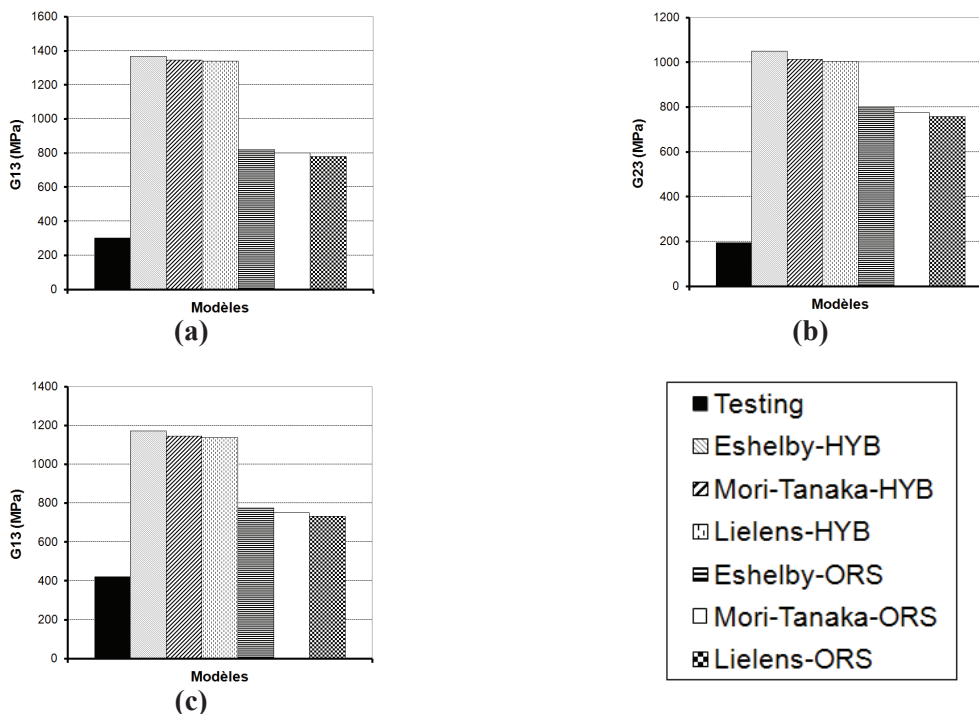 1600
1400
1200
1000
800
600
400
200
0
G13 (MPa)
Modèles
(a)
1200
1000
800
600
400
200
0
G23 (MPa)
Modèles
(b)
1400
1200
1000
800
600
400
200
0
G13 (MPa)
Modèles
(c)
Testing
Eshelby-HYB
Mori-Tanaka-HYB
Lielens-HYB
Eshelby-ORS
Mori-Tanaka-ORS
Lielens-ORS